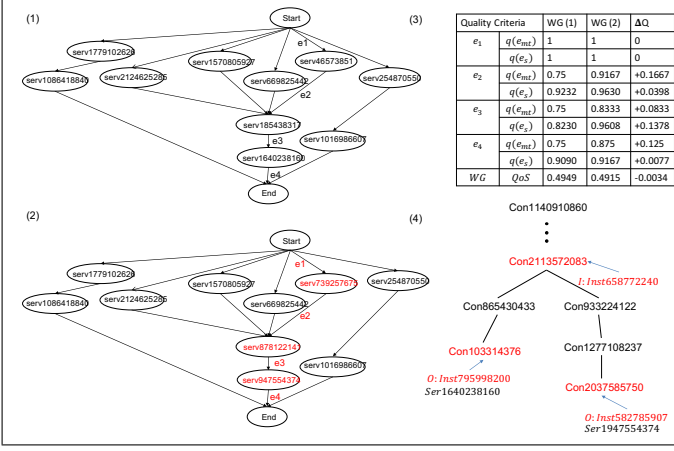 (1)
Start
e1
serv1779102626
serv1570805927
serv46573851
serv1086418840
serv2124625285
serv669825442
serv254870550
e2
serv185438317
e3
serv1016986607
serv1640238160
e4
End
(2)
Start
e1
serv1779102626
serv1570805927
serv739257675
serv254870550
serv1086418840
serv2124625285
serv669825442
e2
serv878122141
e3
serv1016986607
serv947554374
e4
End
(3)
Quality Criteria WG (1) WG (2) ΔQ
e₁ q(eₘₜ) 1 1 0
q(eₛ) 1 1 0
e₂ q(eₘₜ) 0.75 0.9167 +0.1667
q(eₛ) 0.9232 0.9630 +0.0398
e₃ q(eₘₜ) 0.75 0.8333 +0.0833
q(eₛ) 0.8230 0.9608 +0.1378
e₄ q(eₘₜ) 0.75 0.875 +0.125
q(eₛ) 0.9090 0.9167 +0.0077
WG QoS 0.4949 0.4915 -0.0034
(4)
Con1140910860
Con2113572083
I: Inst658772240
Con865430433
Con933224122
Con103314376
Con1277108237
O: Inst795998200
Ser1640238160
Con2037585750
O: Inst582785907
Ser1947554374